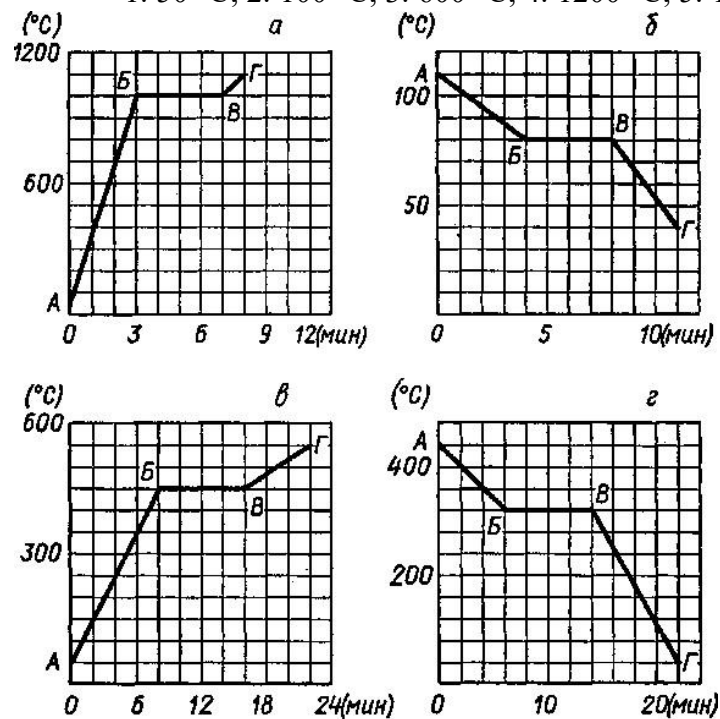 1. 50 °С; 2. 100 °С; 3. 600 °С; 4. 1200 °С; 5. 1
(°С) а
1200
Б Г
В
600
А
0 3 6 9 12(мин)
(°С) б
А
100
Б В
50
Г
0 5 10(мин)
(°С) в
600
Г
Б
В
300
А
0 6 12 18 24(мин)
(°С) г
А
400
В
Б
200
Г
0 10 20(мин)